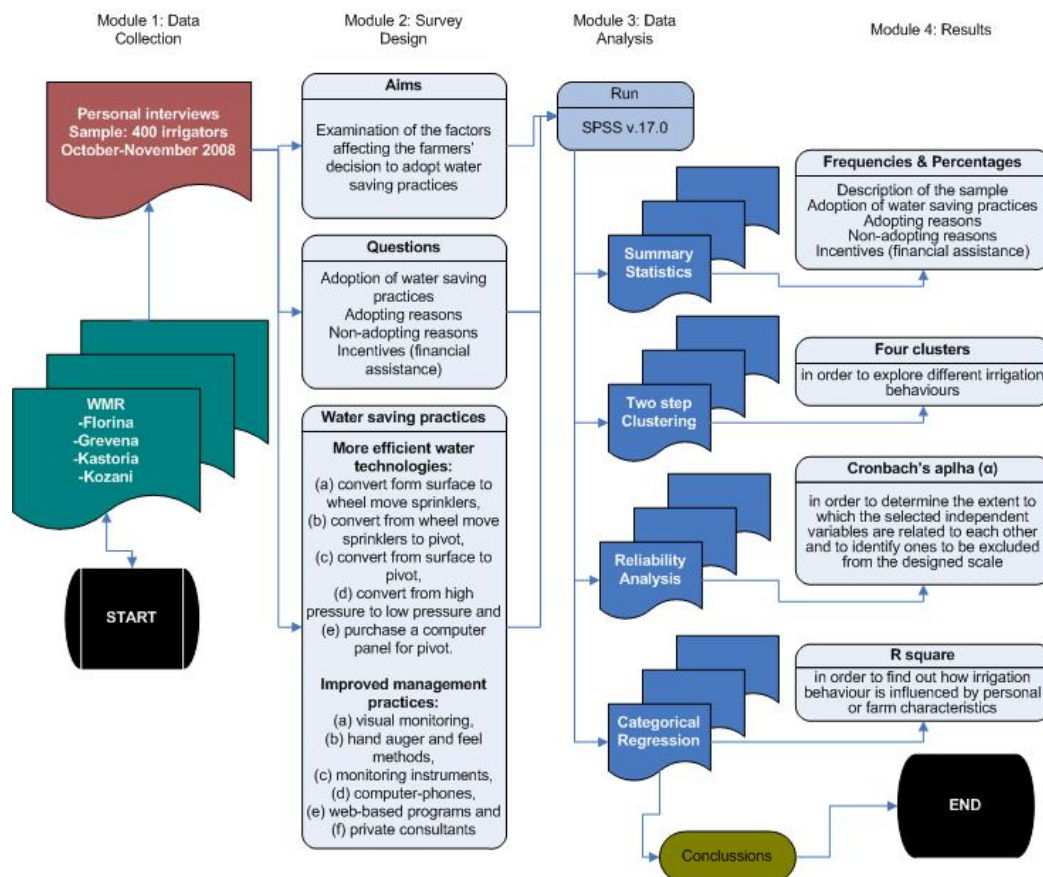 Module 1: Data
Collection
Module 2: Survey
Design
Module 3: Data
Analysis
Module 4: Results
Personal interviews
Sample: 400 irrigators
October-November 2008
WMR
-Florina
-Grevena
-Kastoria
-Kozani
START
Aims
Examination of the factors
affecting the farmers'
decision to adopt water
saving practices
Questions
Adoption of water saving
practices
Adopting reasons
Non-adopting reasons
Incentives (financial
assistance)
Water saving practices
More efficient water
technologies:
(a) convert form surface to
wheel move sprinklers,
(b) convert from wheel move
sprinklers to pivot,
(c) convert from surface to
pivot,
(d) convert from high
pressure to low pressure and
(e) purchase a computer
panel for pivot.
Improved management
practices:
(a) visual monitoring,
(b) hand auger and feel
methods,
(c) monitoring instruments,
(d) computer-phones,
(e) web-based programs and
(f) private consultants
Run
SPSS v.17.0
Summary
Statistics
Two step
Clustering
Reliability
Analysis
Categorical
Regression
Conclussions
Frequencies & Percentages
Description of the sample
Adoption of water saving practices
Adopting reasons
Non-adopting reasons
Incentives (financial assistance)
Four clusters
in order to explore different irrigation
behaviours
Cronbach's aplha (α)
in order to determine the extent to
which the selected independent
variables are related to each other
and to identify ones to be excluded
from the designed scale
R square
in order to find out how irrigation
behaviour is influenced by personal
or farm characteristics
END